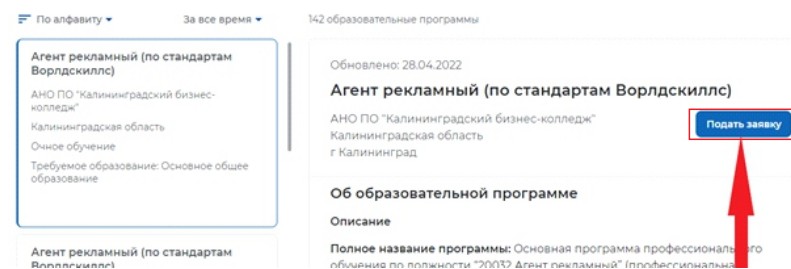 По алфавиту
За все время
142 образовательные программы
Агент рекламный (по стандартам
Ворлдскиллс)
АНО ПО "Калининградский бизнес-
колледж"
Калининградская область
Очное обучение
Требуемое образование: Основное общее
образование
Агент рекламный (по стандартам
Ворлдскиллс)
Обновлено: 28.04.2022
Агент рекламный (по стандартам Ворлдскиллс)
АНО ПО "Калининградский бизнес-колледж"
Калининградская область
г Калининград
Подать заявку
Об образовательной программе
Описание
Полное название программы: Основная программа профессионального
обучения по должности "20032 Агент рекламный" (профессиональна